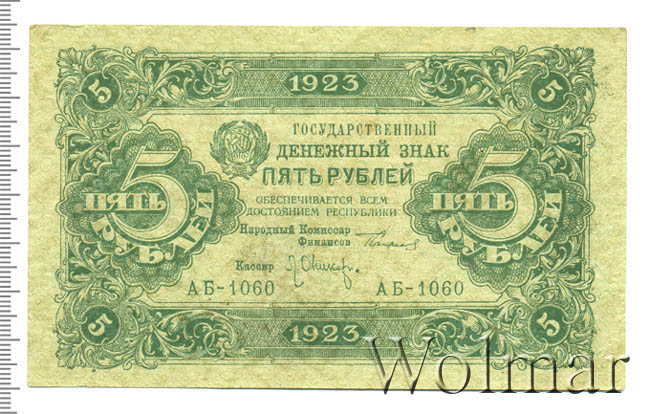 1923
5 5
ГОСУДАРСТВЕННЫЙ
ДЕНЕЖНЫЙ ЗНАК
ПЯТЬ РУБЛЕЙ
5 ПЯТЬ РУБЛЕЙ
5 ПЯТЬ РУБЛЕЙ
ОБЕСПЕЧИВАЕТСЯ ВСЕМ
ДОСТОЯНИЕМ РЕСПУБЛИКИ
Народный Комиссар
Финансов
Кассир
АБ-1060 АБ-1060
5 5
1923
Wolmar